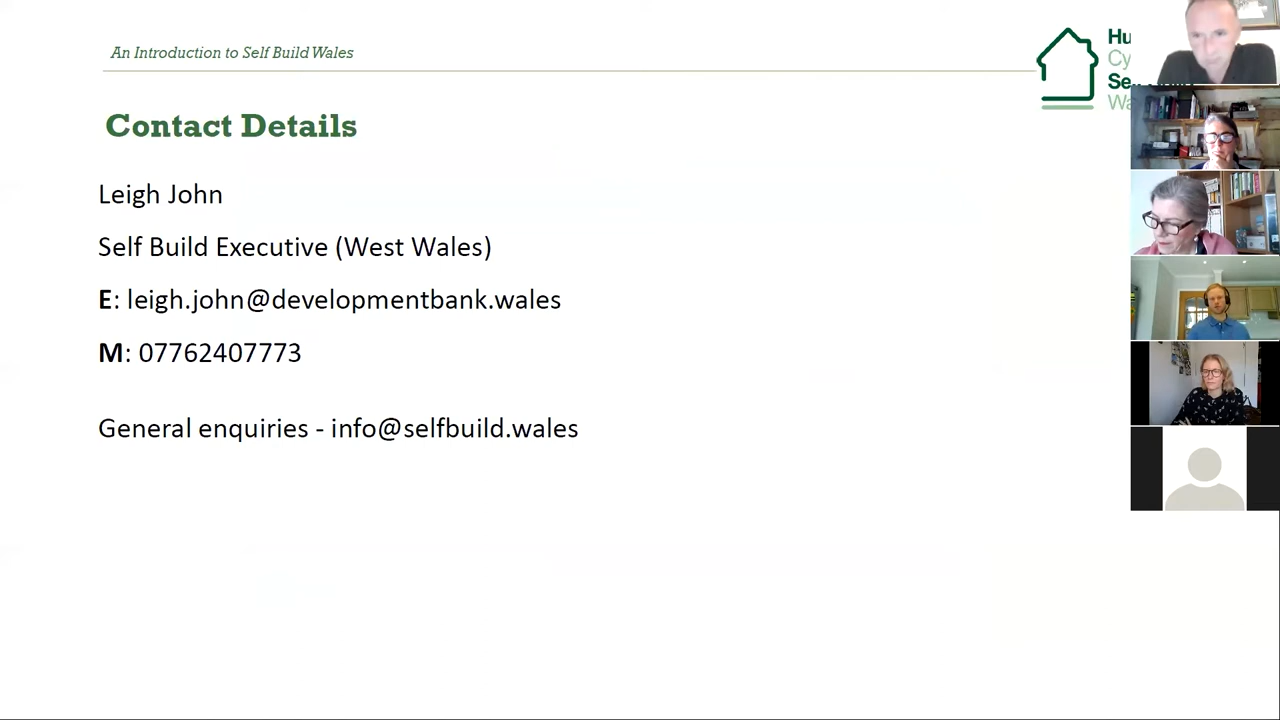 An Introduction to Self Build Wales
Contact Details
Leigh John
Self Build Executive (West Wales)
E: leigh.john@developmentbank.wales
M: 07762407773
General enquiries - info@selfbuild.wales